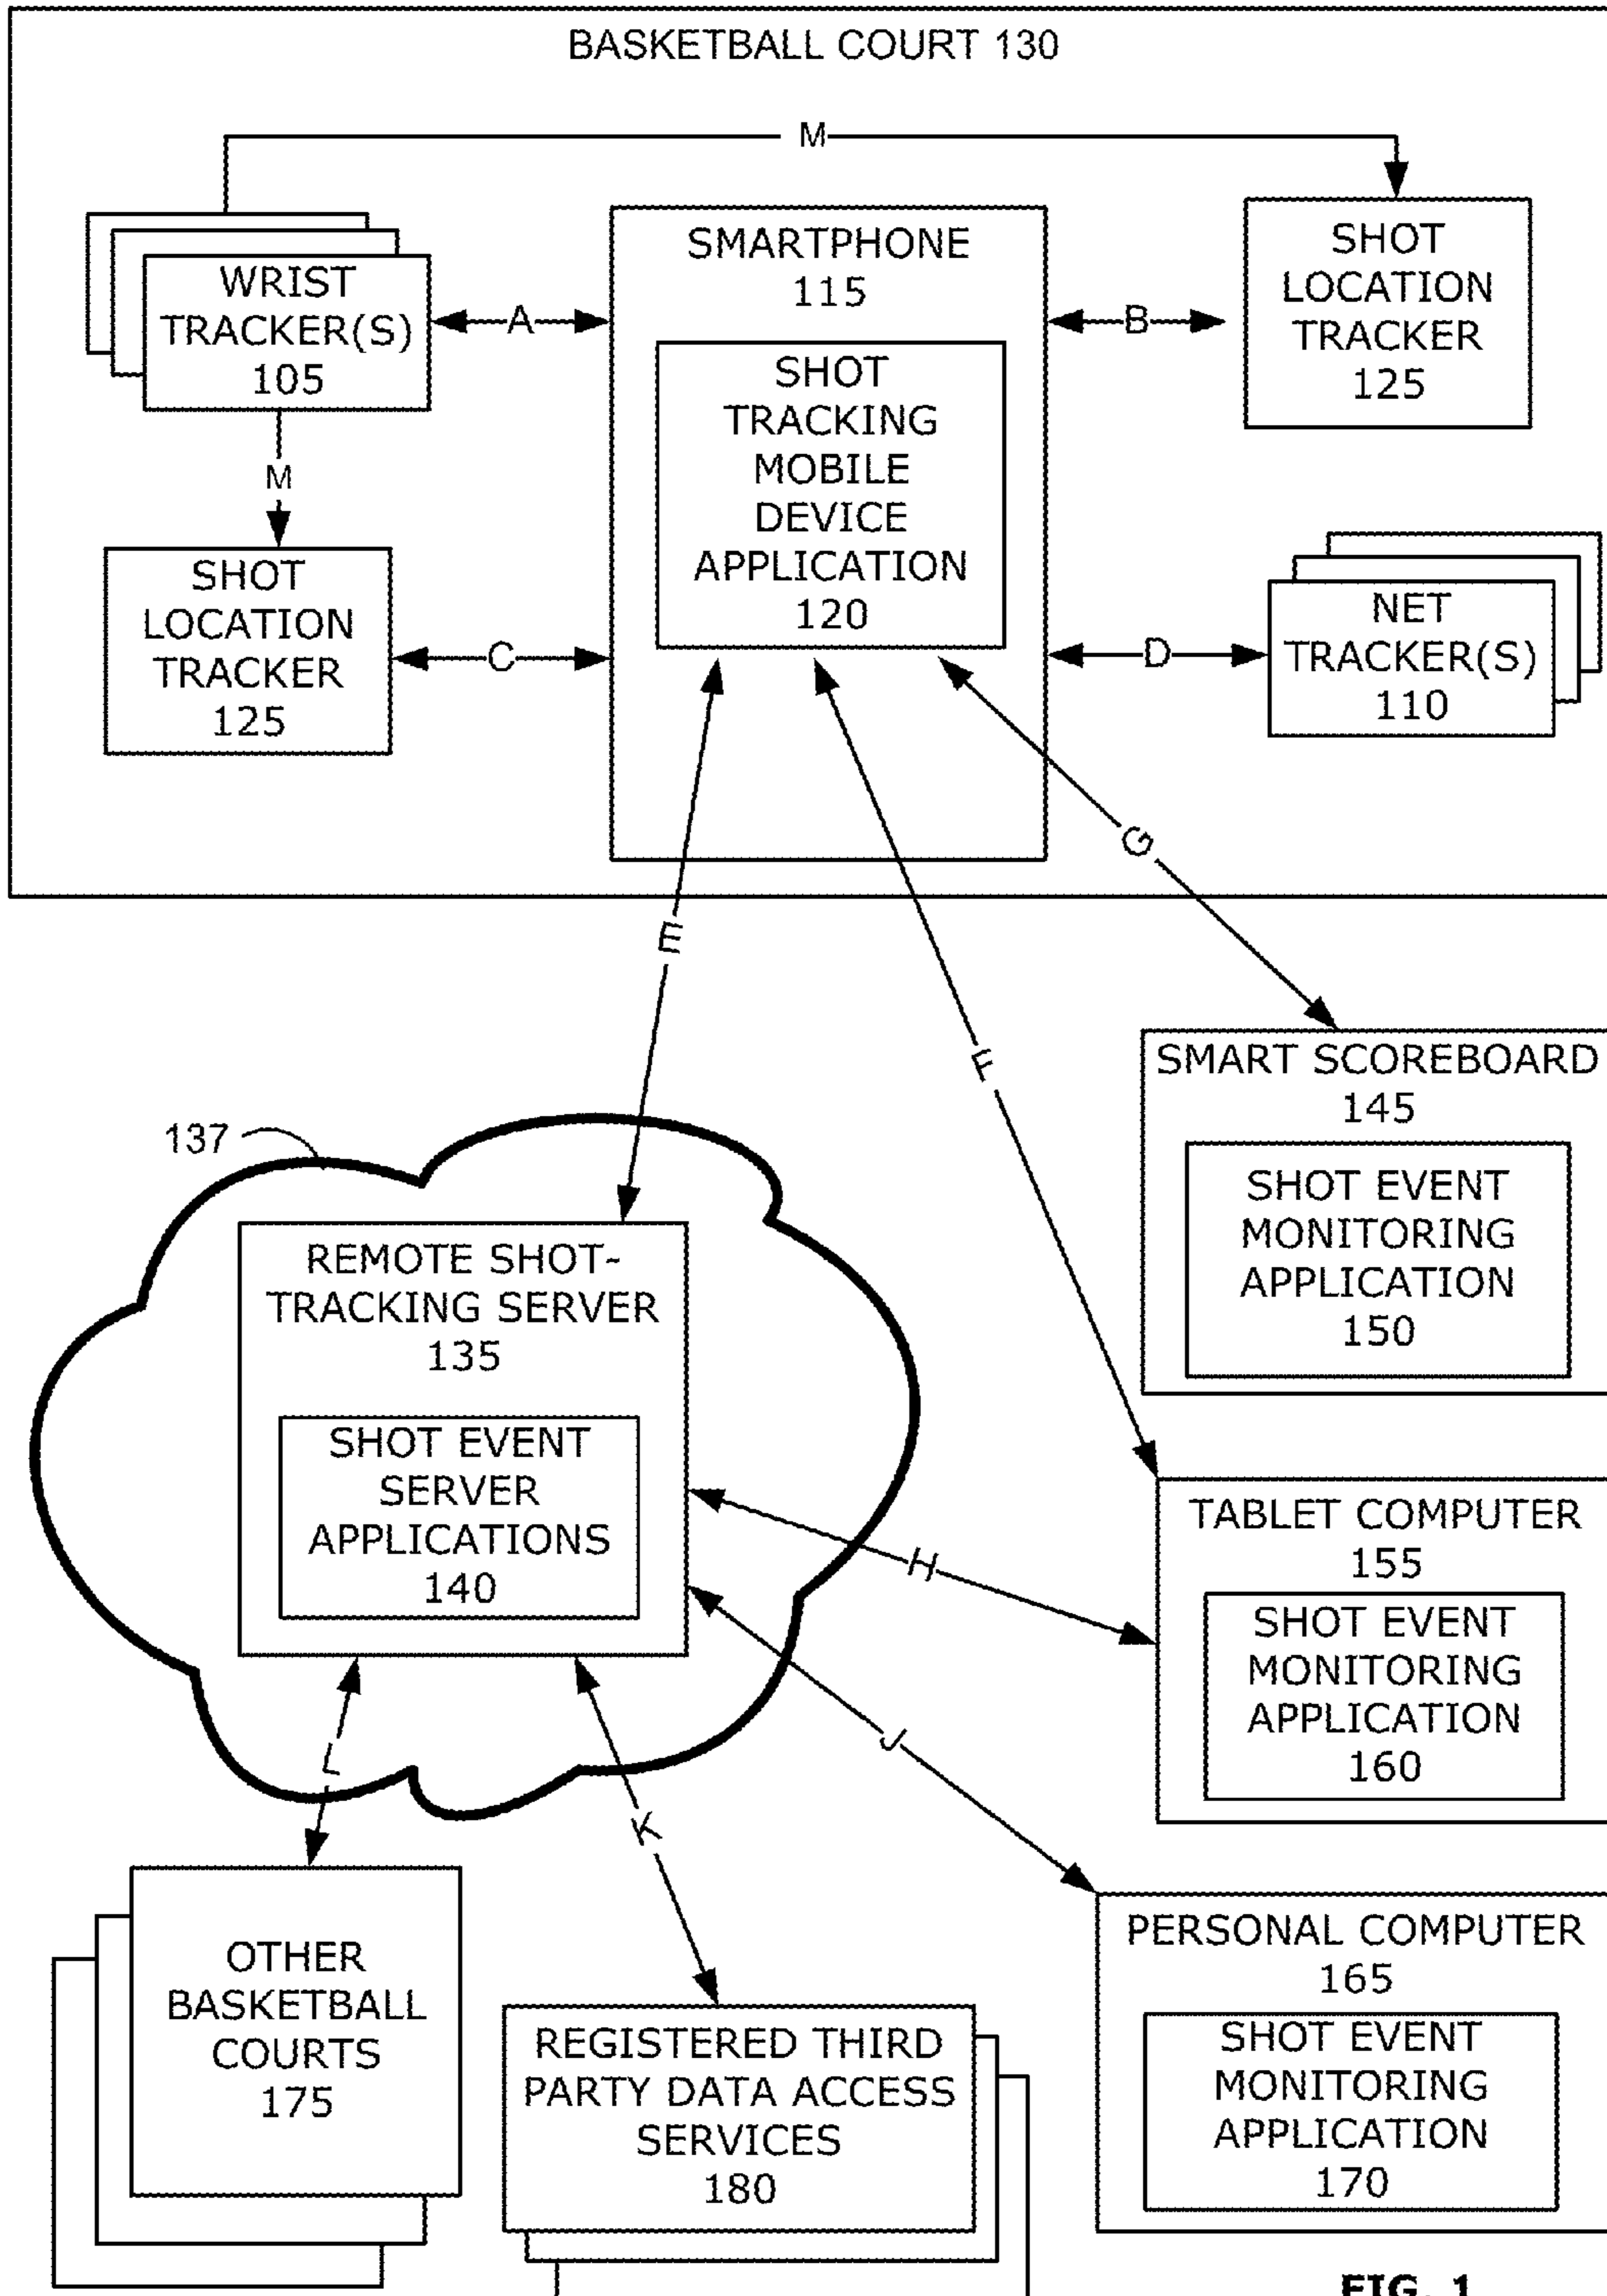 BASKETBALL COURT 130
M
WRIST
TRACKER(S)
105
A
SMARTPHONE
115
SHOT
TRACKING
MOBILE
DEVICE
APPLICATION
120
B
SHOT
LOCATION
TRACKER
125
M
SHOT
LOCATION
TRACKER
125
C
D
NET
TRACKER(S)
110
G
E
F
SMART SCOREBOARD
145
SHOT EVENT
MONITORING
APPLICATION
150
137
REMOTE SHOT-
TRACKING SERVER
135
SHOT EVENT
SERVER
APPLICATIONS
140
H
TABLET COMPUTER
155
SHOT EVENT
MONITORING
APPLICATION
160
J
L
K
PERSONAL COMPUTER
165
SHOT EVENT
MONITORING
APPLICATION
170
OTHER
BASKETBALL
COURTS
175
REGISTERED THIRD
PARTY DATA ACCESS
SERVICES
180
FIG. 1